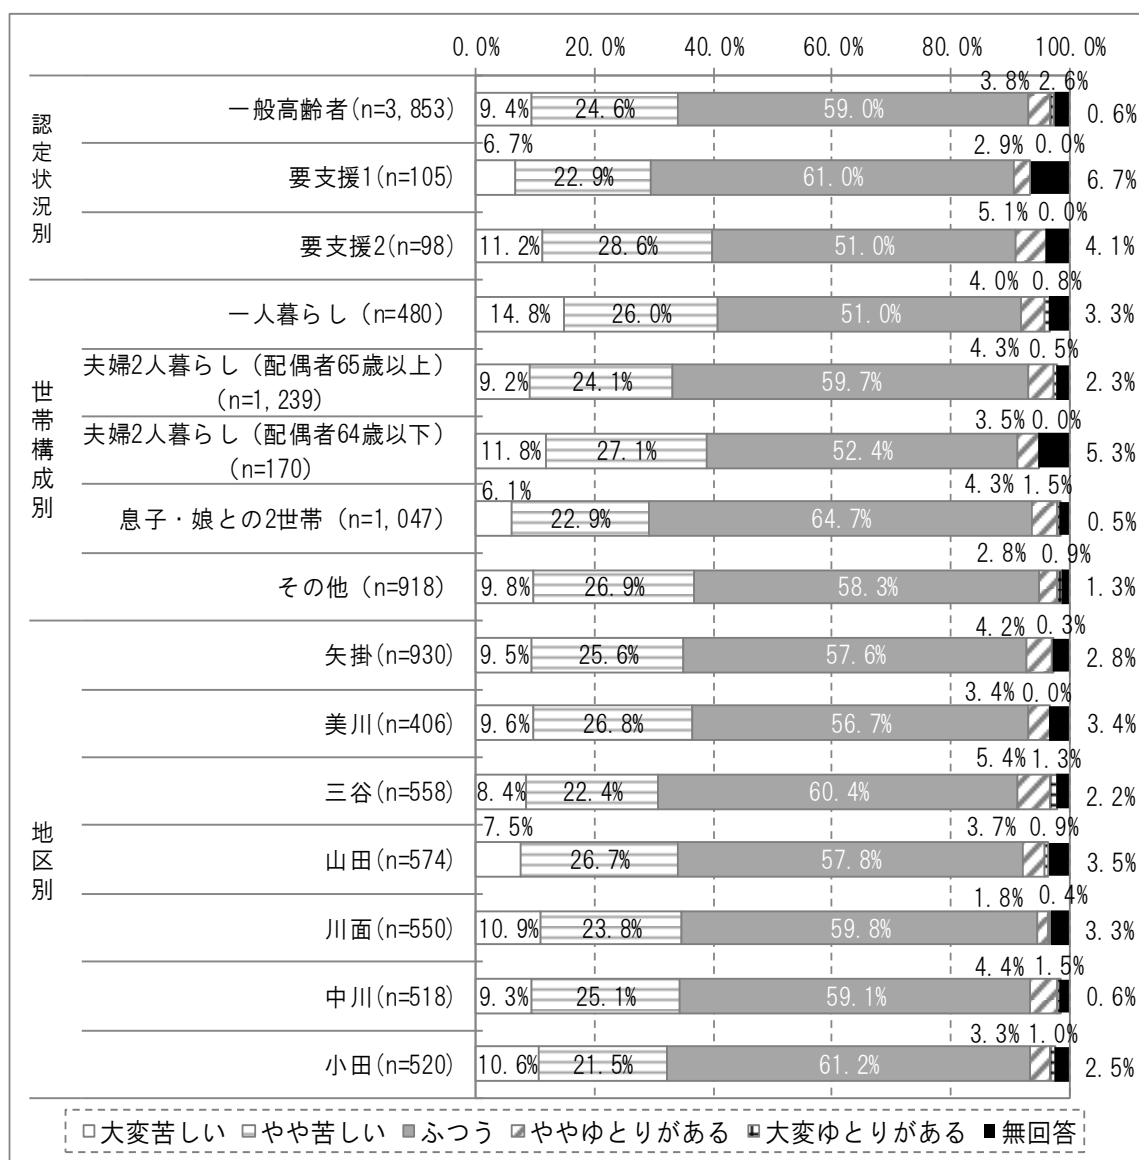 0.0% 20.0% 40.0% 60.0% 80.0% 100.0%
認定状況別
3.8% 2.6%
一般高齢者(n=3,853) 9.4% 24.6% 59.0% 0.6%
6.7% 2.9% 0.0%
要支援1(n=105) 22.9% 61.0% 6.7%
5.1% 0.0%
要支援2(n=98) 11.2% 28.6% 51.0% 4.1%
世帯構成別
4.0% 0.8%
一人暮らし（n=480） 14.8% 26.0% 51.0% 3.3%
4.3% 0.5%
夫婦2人暮らし（配偶者65歳以上）
（n=1,239） 9.2% 24.1% 59.7% 2.3%
3.5% 0.0%
夫婦2人暮らし（配偶者64歳以下）
（n=170） 11.8% 27.1% 52.4% 5.3%
6.1% 4.3% 1.5%
息子・娘との2世帯（n=1,047） 22.9% 64.7% 0.5%
2.8% 0.9%
その他（n=918） 9.8% 26.9% 58.3% 1.3%
地区別
4.2% 0.3%
矢掛(n=930) 9.5% 25.6% 57.6% 2.8%
3.4% 0.0%
美川(n=406) 9.6% 26.8% 56.7% 3.4%
5.4% 1.3%
三谷(n=558) 8.4% 22.4% 60.4% 2.2%
7.5% 3.7% 0.9%
山田(n=574) 26.7% 57.8% 3.5%
1.8% 0.4%
川面(n=550) 10.9% 23.8% 59.8% 3.3%
4.4% 1.5%
中川(n=518) 9.3% 25.1% 59.1% 0.6%
3.3% 1.0%
小田(n=520) 10.6% 21.5% 61.2% 2.5%
大変苦しい やや苦しい ふつう ややゆとりがある 大変ゆとりがある 無回答